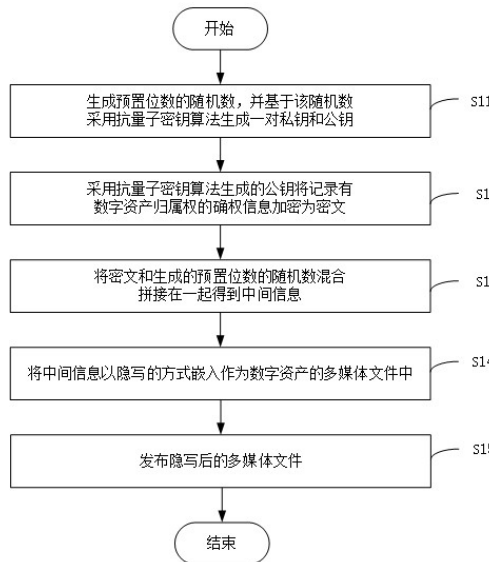 开始
生成预置位数的随机数，并基于该随机数
采用抗量子密钥算法生成一对私钥和公钥
S11
采用抗量子密钥算法生成的公钥将记录有
数字资产归属权的确权信息加密为密文
S1
将密文和生成的预置位数的随机数混合
拼接在一起得到中间信息
S1
将中间信息以隐写的方式嵌入作为数字资产的多媒体文件中
S14
发布隐写后的多媒体文件
S15
结束